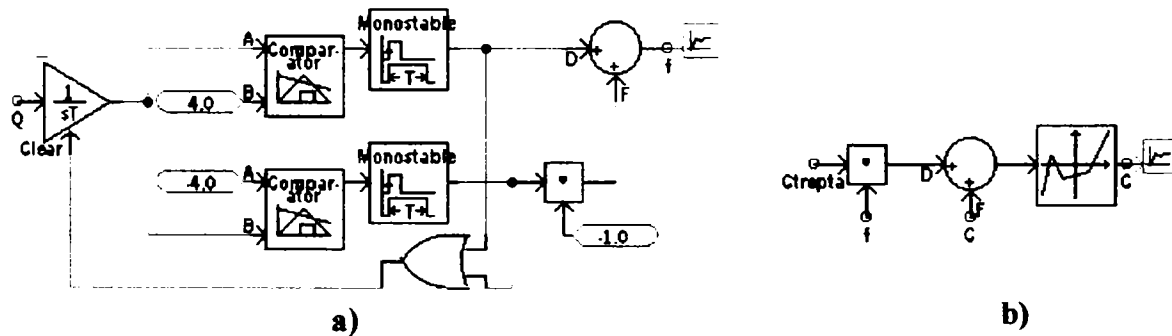 Monostable
A
Compar-
ator
T
B
4.0
D
F
f
1
sT
Q
Clear
Monostable
-4.0
A
Compar-
ator
T
B
-1.0
Ctrepta
f
D
F
C
C
a)
b)